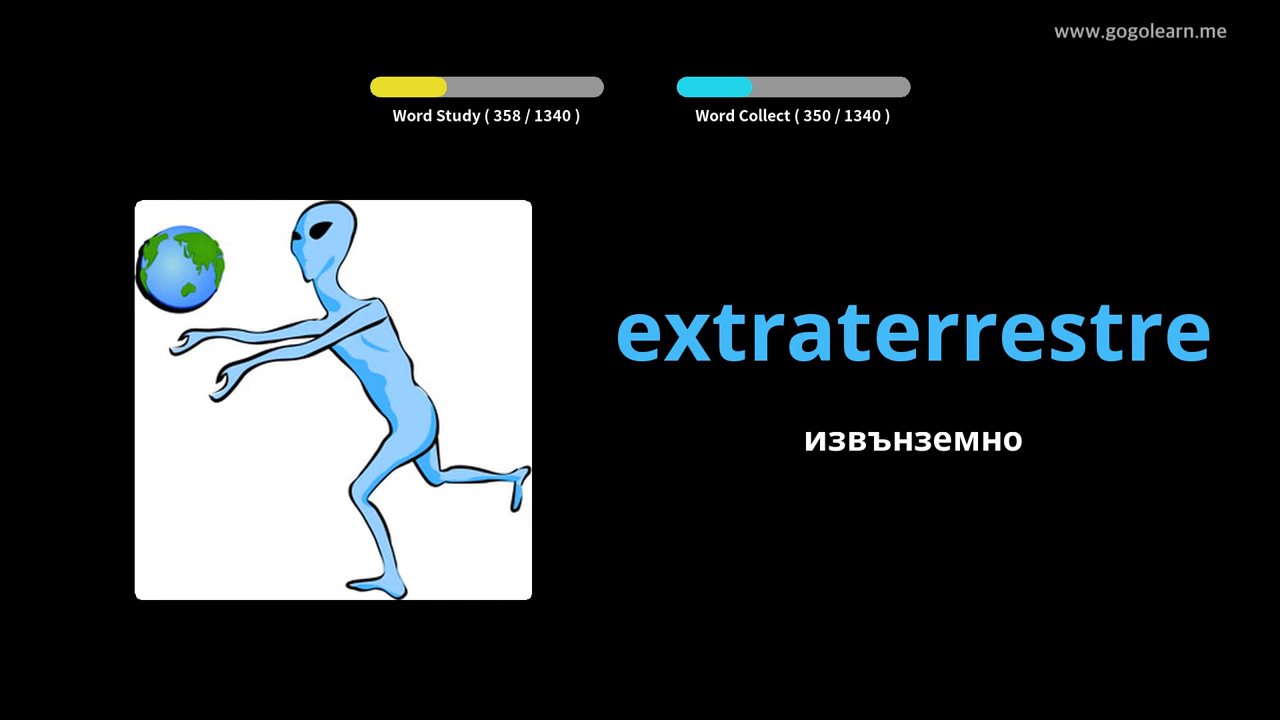 www.gogolearn.me
Word Study ( 358 / 1340 )
Word Collect ( 350 / 1340 )
extraterrestre
извънземно